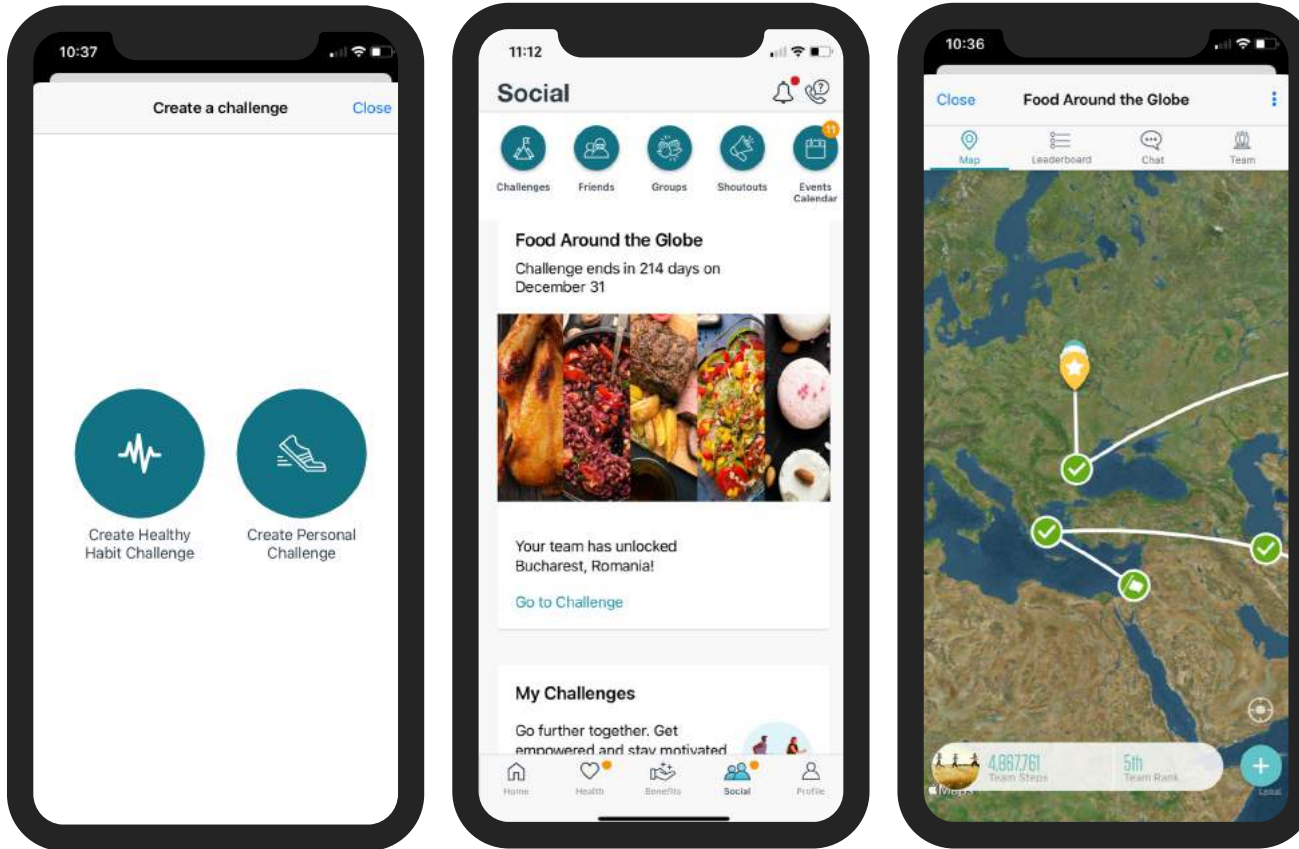 10:37
Create a challenge
Close
Create Healthy
Habit Challenge
Create Personal
Challenge
11:12
Social
11
Challenges
Friends
Groups
Shoutouts
Events
Calendar
Food Around the Globe
Challenge ends in 214 days on
December 31
Your team has unlocked
Bucharest, Romania!
Go to Challenge
My Challenges
Go further together. Get
empowered and stay motivated
Home
Health
Benefits
Social
Profile
10:36
Close
Food Around the Globe
Map
Leaderboard
Chat
Team
4,867,761
Team Steps
5th
Team Rank
Maps
Legal